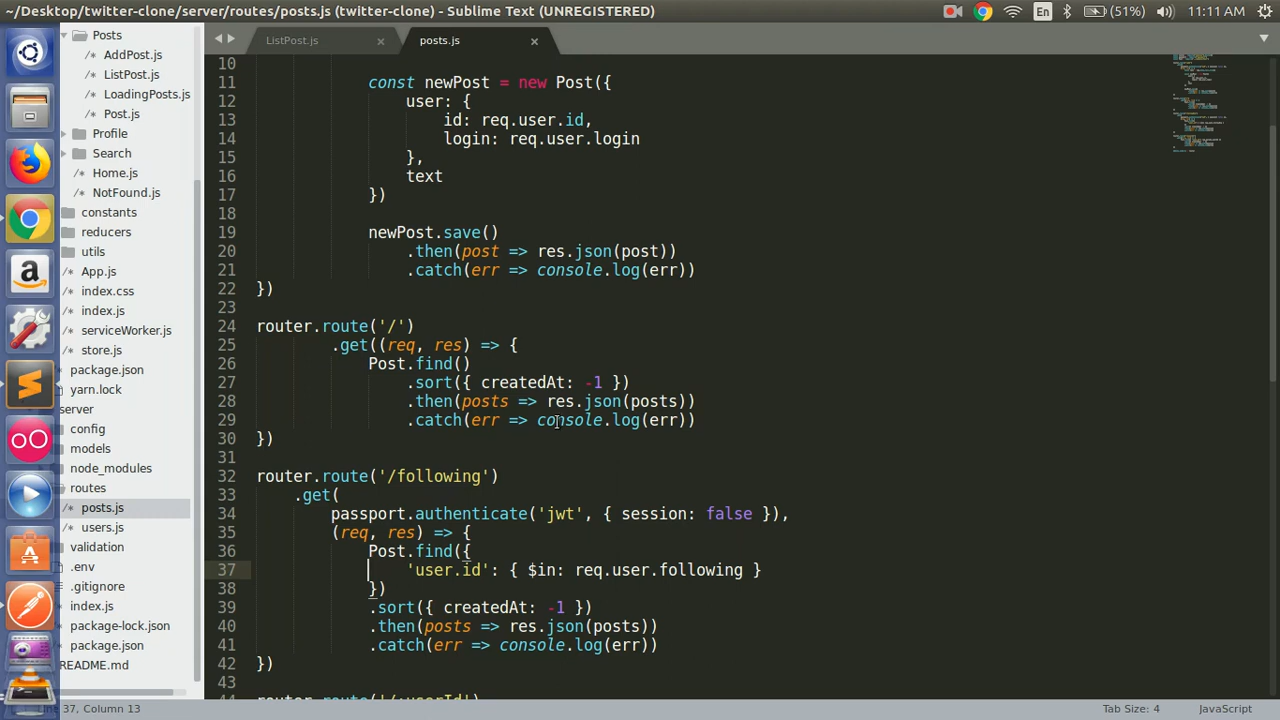 ~/Desktop/twitter-clone/server/routes/posts.js (twitter-clone) - Sublime Text (UNREGISTERED)
En
(51%)
11:11 AM
Posts
/* AddPost.js
/* ListPost.js
/* LoadingPosts.js
/* Post.js
Profile
Search
/* Home.js
/* NotFound.js
constants
reducers
utils
/* App.js
/* index.css
/* index.js
/* serviceWorker.js
/* store.js
/* package.json
/* yarn.lock
server
config
models
node_modules
routes
/* posts.js
/* users.js
validation
/* .env
/* .gitignore
/* index.js
/* package-lock.json
/* package.json
README.md
ListPost.js
posts.js
10
11 const newPost = new Post({
12 user: {
13 id: req.user.id,
14 login: req.user.login
15 },
16 text
17 })
18
19 newPost.save()
20 .then(post => res.json(post))
21 .catch(err => console.log(err))
22 })
23
24 router.route('/')
25 .get((req, res) => {
26 Post.find()
27 .sort({ createdAt: -1 })
28 .then(posts => res.json(posts))
29 .catch(err => console.log(err))
30 })
31
32 router.route('/following')
33 .get(
34 passport.authenticate('jwt', { session: false }),
35 (req, res) => {
36 Post.find({
37 'user.id': { $in: req.user.following }
38 })
39 .sort({ createdAt: -1 })
40 .then(posts => res.json(posts))
41 .catch(err => console.log(err))
42 })
43
44 router.route('/:userId')
Line 37, Column 13
Tab Size: 4
JavaScript